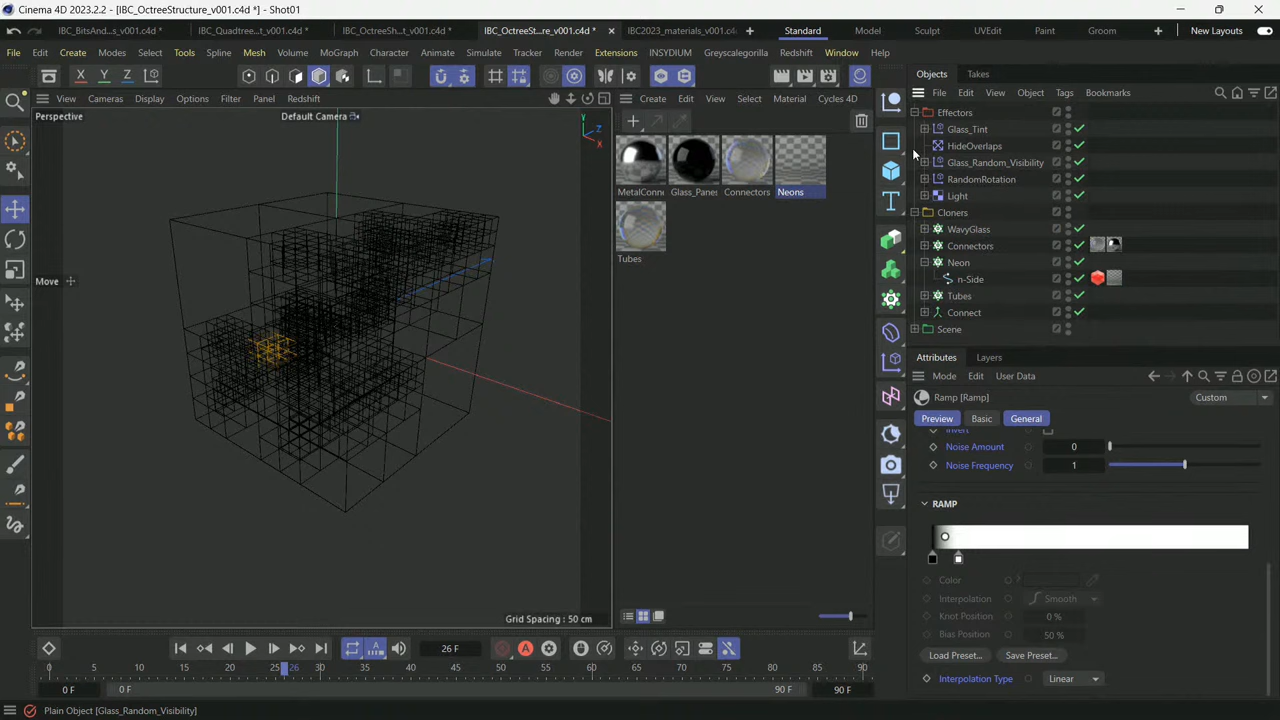 Cinema 4D 2023.2.2 - [IBC_OctreeStructure_v001.c4d *] - Shot01
IBC_BitsAnd...s_v001.c4d *
IBC_Quadtree...t_v001.c4d *
IBC_OctreeSh...t_v001.c4d *
IBC_OctreeSt...re_v001.c4d *
IBC2023_materials_v01.c4d
Standard
Model
Sculpt
UVEdit
Paint
Groom
New Layouts
File Edit Create Modes Select Tools Spline Mesh Volume MoGraph Character Animate Simulate Tracker Render Extensions INSYDIUM Greyscalegorilla Redshift Window Help
X Y Z
Objects Takes
View Cameras Display Options Filter Panel Redshift
Create Edit View Select Material Cycles 4D
File Edit View Object Tags Bookmarks
Perspective
Default Camera
Y
Z
X
Effectors
Glass_Tint
HideOverlaps
Glass_Random_Visibility
RandomRotation
Light
Cloners
WavyGlass
Connectors
Neon
n-Side
Tubes
Connect
Scene
MetalConne
Glass_Panes
Connectors
Neons
Tubes
Move
Attributes Layers
Mode Edit User Data
Ramp [Ramp]
Custom
Preview Basic General
Invert
Noise Amount 0
Noise Frequency 1
RAMP
Color
Interpolation Smooth
Knot Position 0 %
Bias Position 50 %
Load Preset... Save Preset...
Interpolation Type Linear
Grid Spacing : 50 cm
26 F
0 5 10 15 20 25 26 30 35 40 45 50 55 60 65 70 75 80 85 90
0 F
0 F
90 F
90 F
Plain Object [Glass_Random_Visibility]